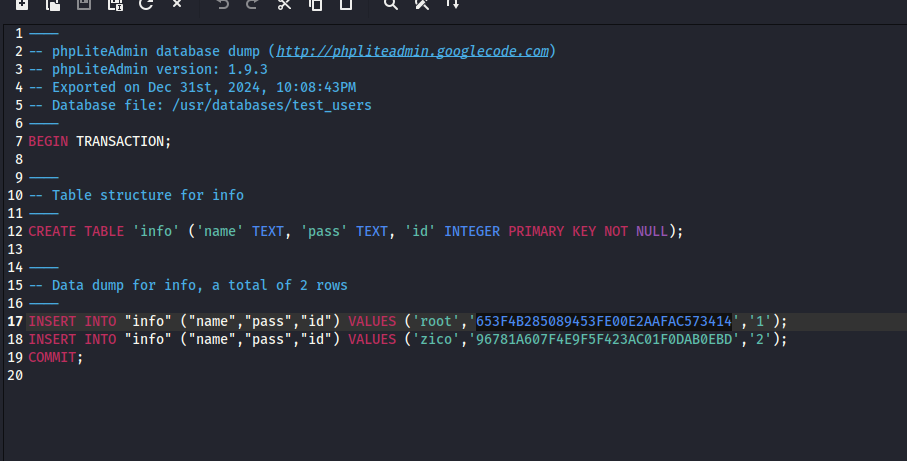 1 ----
2 -- phpLiteAdmin database dump (http://phpliteadmin.googlecode.com)
3 -- phpLiteAdmin version: 1.9.3
4 -- Exported on Dec 31st, 2024, 10:08:43PM
5 -- Database file: /usr/databases/test_users
6 ----
7 BEGIN TRANSACTION;
8
9 ----
10 -- Table structure for info
11 ----
12 CREATE TABLE 'info' ('name' TEXT, 'pass' TEXT, 'id' INTEGER PRIMARY KEY NOT NULL);
13
14 ----
15 -- Data dump for info, a total of 2 rows
16 ----
17 INSERT INTO "info" ("name","pass","id") VALUES ('root','653F4B285089453FE00E2AAFAC573414','1');
18 INSERT INTO "info" ("name","pass","id") VALUES ('zico','96781A607F4E9F5F423AC01F0DAB0EBD','2');
19 COMMIT;
20